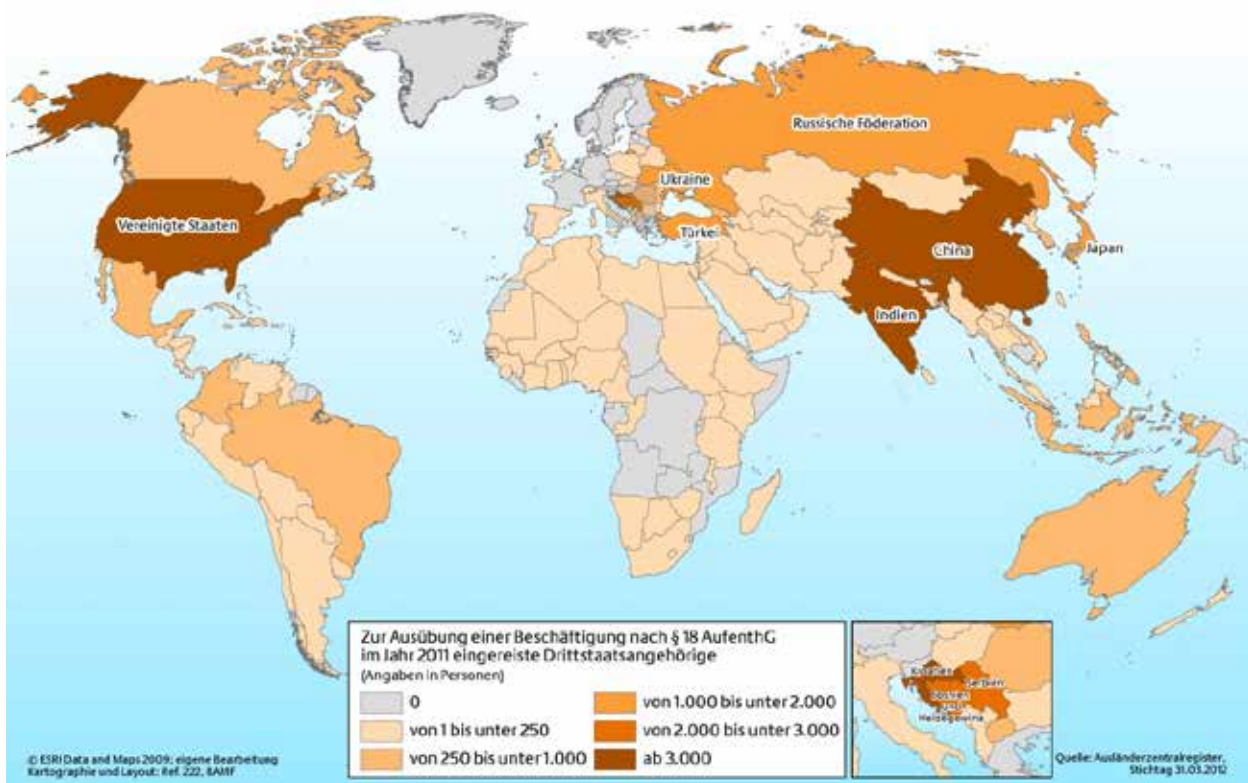 Russische Föderation
Ukraine
Vereinigte Staaten
Türkei
China
Japan
Indien
Zur Ausübung einer Beschäftigung nach § 18 AufenthG
im Jahr 2011 eingereiste Drittstaatsangehörige
(Angaben in Personen)
0
von 1 bis unter 250
von 250 bis unter 1.000
von 1.000 bis unter 2.000
von 2.000 bis unter 3.000
ab 3.000
Kroatien
Serbien
Bosnien
und
Herzegowina
© ESRI Data and Maps 2009; eigene Bearbeitung
Kartographie und Layout: Ref. 222, BAMF
Quelle: Ausländerzentralregister,
Stichtag 31.03.2012